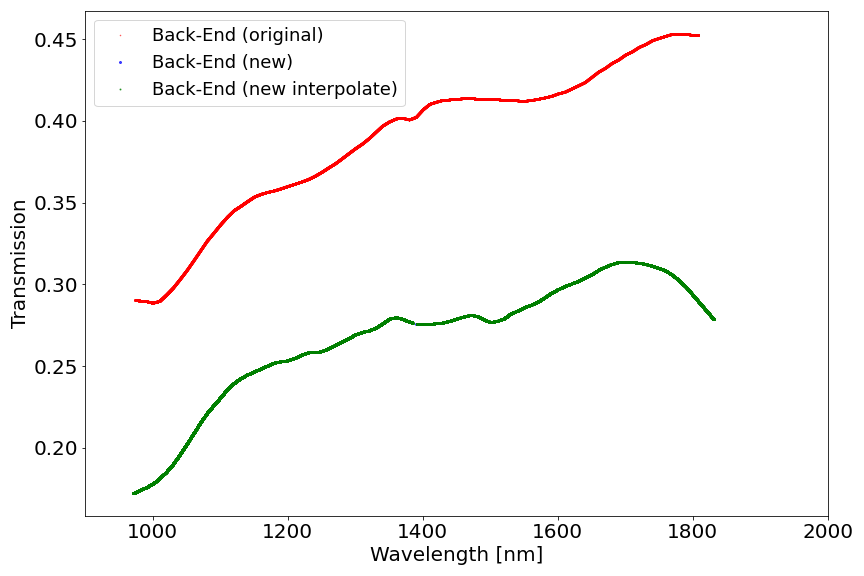 Back-End (original)
Back-End (new)
Back-End (new interpolate)
0.45
0.40
0.35
0.30
0.25
0.20
Transmission
1000 1200 1400 1600 1800 2000
Wavelength [nm]